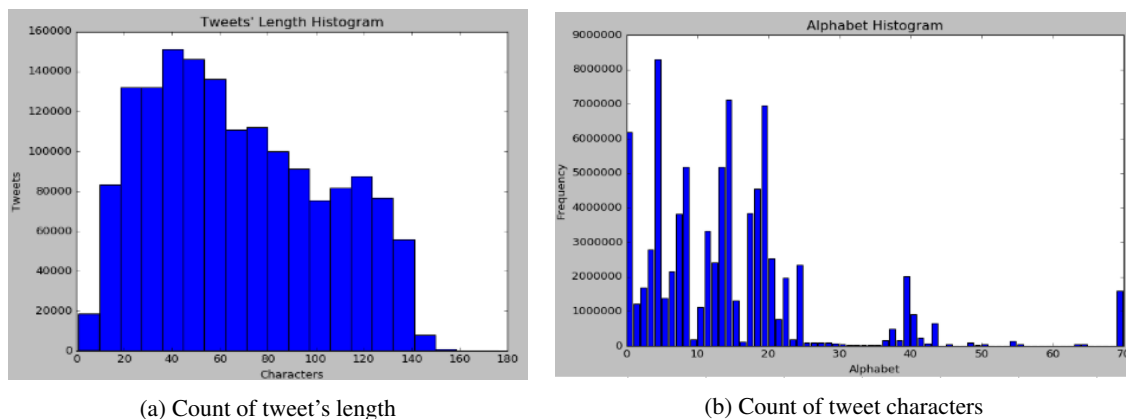 Tweets' Length Histogram
160000
140000
120000
100000
80000
60000
40000
20000
0
Tweets
0 20 40 60 80 100 120 140 160 180
Characters
(a) Count of tweet's length
Alphabet Histogram
9000000
8000000
7000000
6000000
5000000
4000000
3000000
2000000
1000000
0
Frequency
0 10 20 30 40 50 60 70
Alphabet
(b) Count of tweet characters